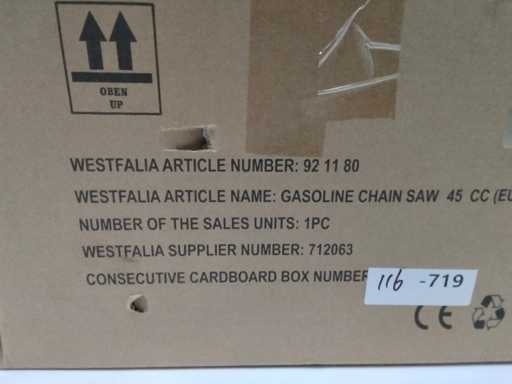 OBEN
UP
WESTFALIA ARTICLE NUMBER: 92 11 80
WESTFALIA ARTICLE NAME: GASOLINE CHAIN SAW 45 CC (EU
NUMBER OF THE SALES UNITS: 1PC
WESTFALIA SUPPLIER NUMBER: 712063
CONSECUTIVE CARDBOARD BOX NUMBER
116 -719
CE